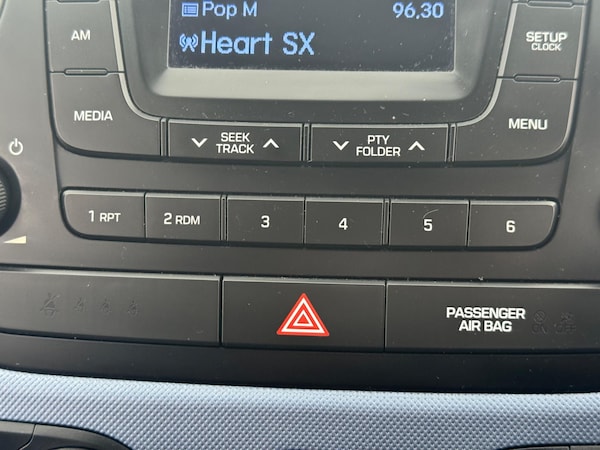 Pop M 96.30
Heart SX
AM
SETUP
CLOCK
MEDIA
MENU
SEEK
TRACK
PTY
FOLDER
1 RPT 2 RDM 3 4 5 6
PASSENGER
AIR BAG